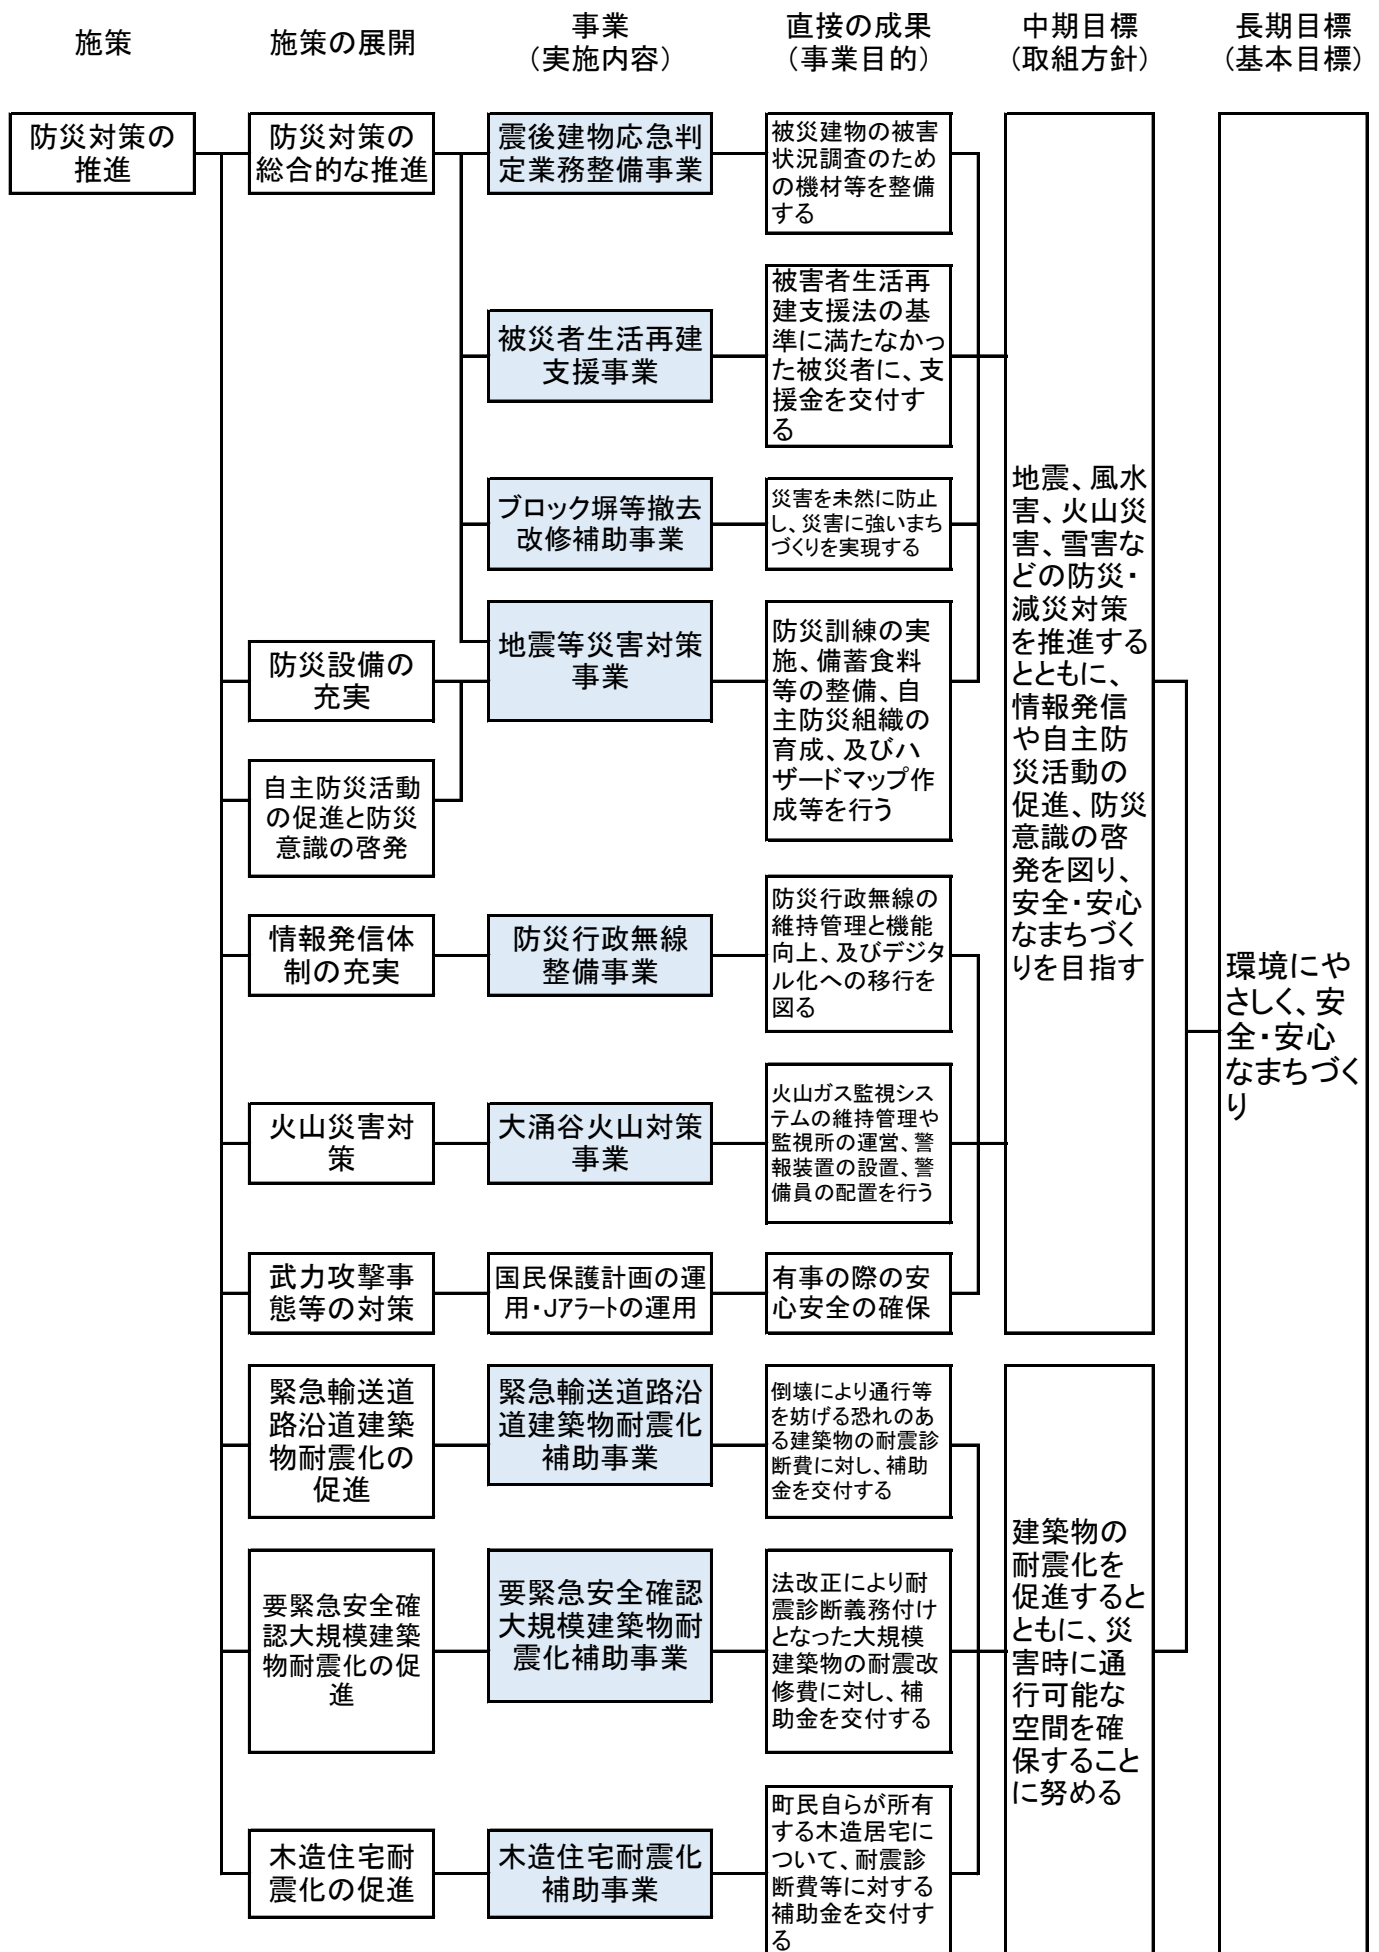 施策
施策の展開
事業
（実施内容）
直接の成果
（事業目的）
中期目標
（取組方針）
長期目標
（基本目標）
防災対策の
推進
防災対策の
総合的な推進
震後建物応急判
定業務整備事業
被災建物の被害
状況調査のため
の機材等を整備
する
被災者生活再建
支援事業
被害者生活再
建支援法の基
準に満たなかっ
た被災者に、支
援金を交付す
る
ブロック塀等撤去
改修補助事業
災害を未然に防止
し、災害に強いまち
づくりを実現する
防災設備の
充実
自主防災活動
の促進と防災
意識の啓発
地震等災害対策
事業
防災訓練の実
施、備蓄食料
等の整備、自
主防災組織の
育成、及びハ
ザードマップ作
成等を行う
情報発信体
制の充実
防災行政無線
整備事業
防災行政無線の
維持管理と機能
向上、及びデジタ
ル化への移行を
図る
火山災害対
策
大涌谷火山対策
事業
火山ガス監視シス
テムの維持管理や
監視所の運営、警
報装置の設置、警
備員の配置を行う
武力攻撃事
態等の対策
国民保護計画の運
用・Jアラートの運用
有事の際の安
心安全の確保
地震、風水
害、火山災
害、雪害な
どの防災・
減災対策
を推進する
とともに、
情報発信
や自主防
災活動の
促進、防災
意識の啓
発を図り、
安全・安心
なまちづく
りを目指す
緊急輸送道
路沿道建築
物耐震化の
促進
緊急輸送道路沿
道建築物耐震化
補助事業
倒壊により通行等
を妨げる恐れのあ
る建築物の耐震診
断費に対し、補助
金を交付する
要緊急安全確
認大規模建築
物耐震化の促
進
要緊急安全確認
大規模建築物耐
震化補助事業
法改正により耐
震診断義務付け
となった大規模
建築物の耐震改
修費に対し、補
助金を交付する
木造住宅耐
震化の促進
木造住宅耐震化
補助事業
町民自らが所有
する木造居宅に
ついて、耐震診
断費等に対する
補助金を交付す
る
建築物の
耐震化を
促進すると
ともに、災
害時に通
行可能な
空間を確
保すること
に努める
環境にや
さしく、安
全・安心
なまちづく
り